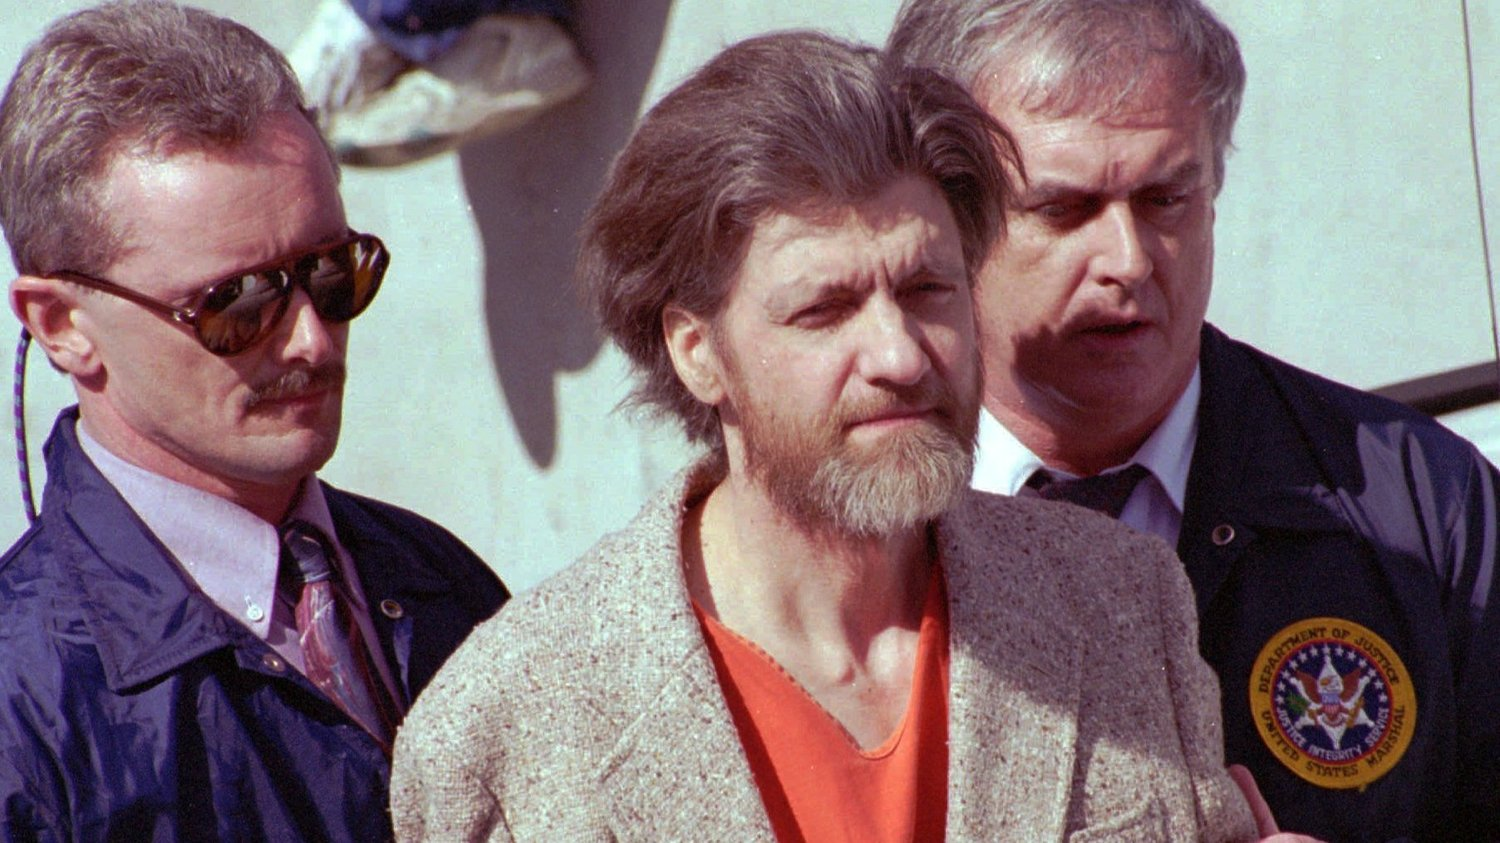 DEPARTMENT OF JUSTICE
JUSTICE INTEGRITY SERVICE
UNITED STATES MARSHAL